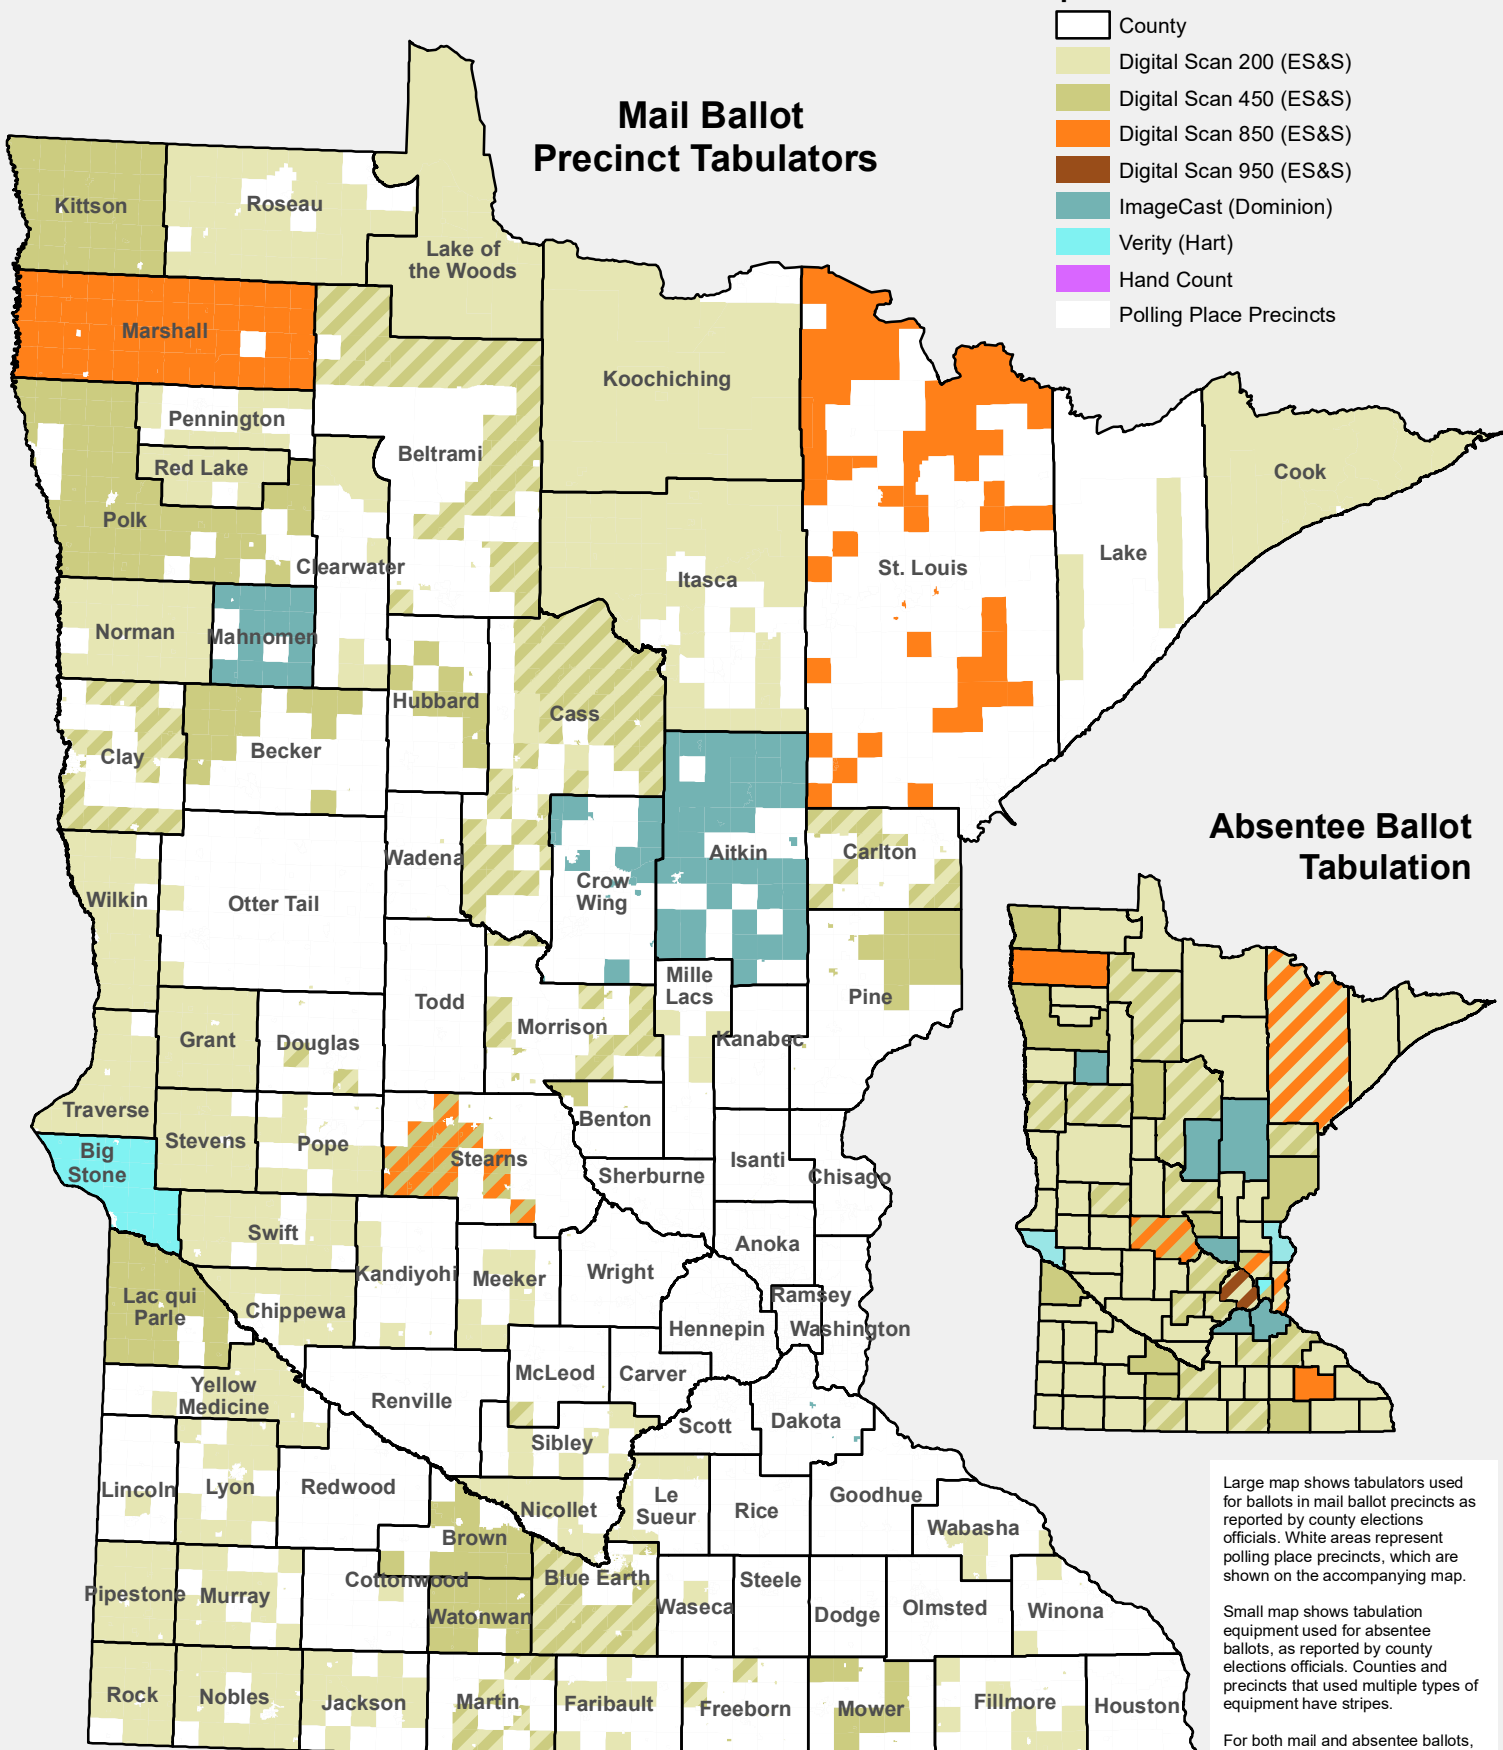 County
Digital Scan 200 (ES&S)
Digital Scan 450 (ES&S)
Digital Scan 850 (ES&S)
Digital Scan 950 (ES&S)
ImageCast (Dominion)
Verity (Hart)
Hand Count
Polling Place Precincts
Mail Ballot
Precinct Tabulators
Kittson
Roseau
Lake of
the Woods
Marshall
Koochiching
Pennington
Beltrami
Red Lake
Cook
Polk
Clearwater
Itasca
St. Louis
Lake
Norman
Mahnomen
Hubbard
Cass
Clay
Becker
Wadena
Crow
Wing
Aitkin
Carlton
Wilkin
Otter Tail
Todd
Mille
Lacs
Pine
Morrison
Kanabec
Grant
Douglas
Traverse
Stevens
Pope
Benton
Big
Stone
Stearns
Sherburne
Isanti
Chisago
Swift
Anoka
Kandiyohi
Meeker
Wright
Lac qui
Parle
Chippewa
Ramsey
Hennepin
Washington
McLeod
Carver
Yellow
Medicine
Renville
Scott
Dakota
Sibley
Lincoln
Lyon
Redwood
Nicollet
Le
Sueur
Rice
Goodhue
Wabasha
Brown
Pipestone
Murray
Cottonwood
Watonwan
Blue Earth
Waseca
Steele
Dodge
Olmsted
Winona
Rock
Nobles
Jackson
Martin
Faribault
Freeborn
Mower
Fillmore
Houston
Absentee Ballot
Tabulation
Large map shows tabulators used
for ballots in mail ballot precincts as
reported by county elections
officials. White areas represent
polling place precincts, which are
shown on the accompanying map.
Small map shows tabulation
equipment used for absentee
ballots, as reported by county
elections officials. Counties and
precincts that used multiple types of
equipment have stripes.
For both mail and absentee ballots,